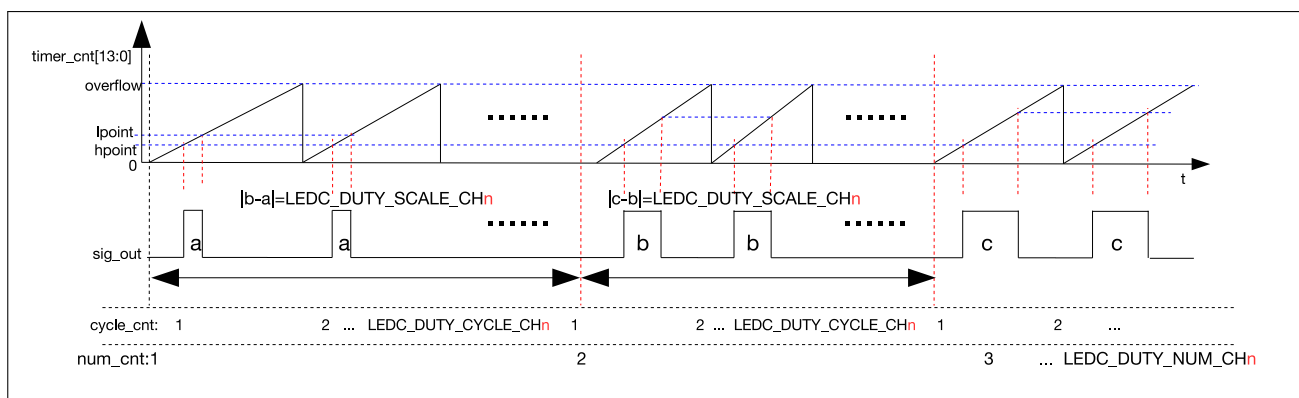 timer_cnt[13:0]
overflow
lpoint
hpoint
0
t
|b-a|=LEDC_DUTY_SCALE_CHn |c-b|=LEDC_DUTY_SCALE_CHn
a a b b c c
sig_out
cycle_cnt: 1 2 ... LEDC_DUTY_CYCLE_CHn 1 2 ... LEDC_DUTY_CYCLE_CHn 1 2 ...
num_cnt:1 2 3 ... LEDC_DUTY_NUM_CHn